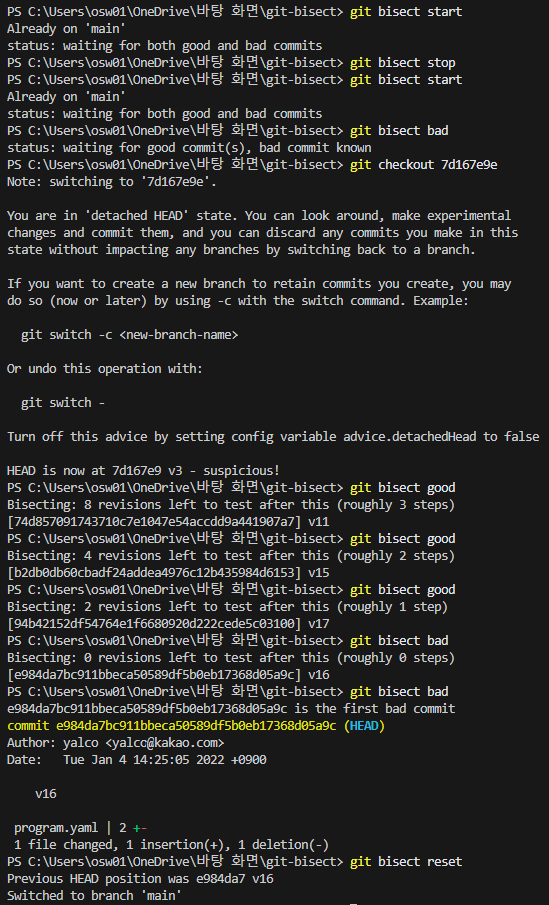 PS C:\Users\osw01\OneDrive\바탕 화면\git-bisect> git bisect start
Already on 'main'
status: waiting for both good and bad commits
PS C:\Users\osw01\OneDrive\바탕 화면\git-bisect> git bisect stop
PS C:\Users\osw01\OneDrive\바탕 화면\git-bisect> git bisect start
Already on 'main'
status: waiting for both good and bad commits
PS C:\Users\osw01\OneDrive\바탕 화면\git-bisect> git bisect bad
status: waiting for good commit(s), bad commit known
PS C:\Users\osw01\OneDrive\바탕 화면\git-bisect> git checkout 7d167e9e
Note: switching to '7d167e9e'.

You are in 'detached HEAD' state. You can look around, make experimental
changes and commit them, and you can discard any commits you make in this
state without impacting any branches by switching back to a branch.

If you want to create a new branch to retain commits you create, you may
do so (now or later) by using -c with the switch command. Example:

  git switch -c <new-branch-name>

Or undo this operation with:

  git switch -

Turn off this advice by setting config variable advice.detachedHead to false

HEAD is now at 7d167e9 v3 - suspicious!
PS C:\Users\osw01\OneDrive\바탕 화면\git-bisect> git bisect good
Bisecting: 8 revisions left to test after this (roughly 3 steps)
[74d857091743710c7e1047e54accdd9a441907a7] v11
PS C:\Users\osw01\OneDrive\바탕 화면\git-bisect> git bisect good
Bisecting: 4 revisions left to test after this (roughly 2 steps)
[b2db0db60cbadf24addea4976c12b435984d6153] v15
PS C:\Users\osw01\OneDrive\바탕 화면\git-bisect> git bisect good
Bisecting: 2 revisions left to test after this (roughly 1 step)
[94b42152df54764e1f6680920d222cede5c03100] v17
PS C:\Users\osw01\OneDrive\바탕 화면\git-bisect> git bisect bad
Bisecting: 0 revisions left to test after this (roughly 0 steps)
[e984da7bc911bbeca50589df5b0eb17368d05a9c] v16
PS C:\Users\osw01\OneDrive\바탕 화면\git-bisect> git bisect bad
e984da7bc911bbeca50589df5b0eb17368d05a9c is the first bad commit
commit e984da7bc911bbeca50589df5b0eb17368d05a9c (HEAD)
Author: yalco <yalco@kakao.com>
Date:   Tue Jan 4 14:25:05 2022 +0900

    v16

 program.yaml | 2 +-
 1 file changed, 1 insertion(+), 1 deletion(-)
PS C:\Users\osw01\OneDrive\바탕 화면\git-bisect> git bisect reset
Previous HEAD position was e984da7 v16
Switched to branch 'main'